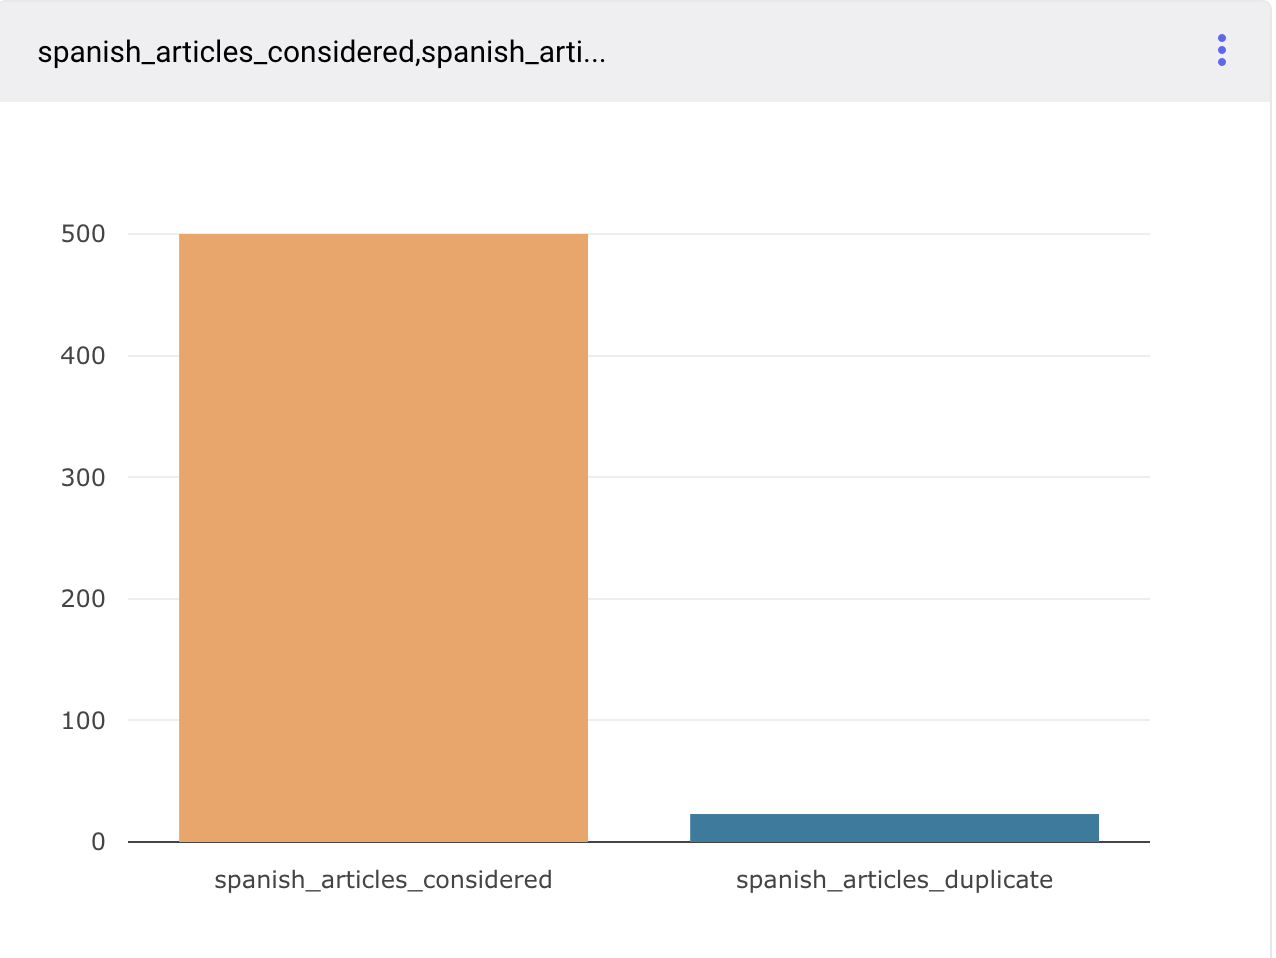 spanish_articles_considered,spanish_arti...
500
400
300
200
100
0
spanish_articles_considered
spanish_articles_duplicate